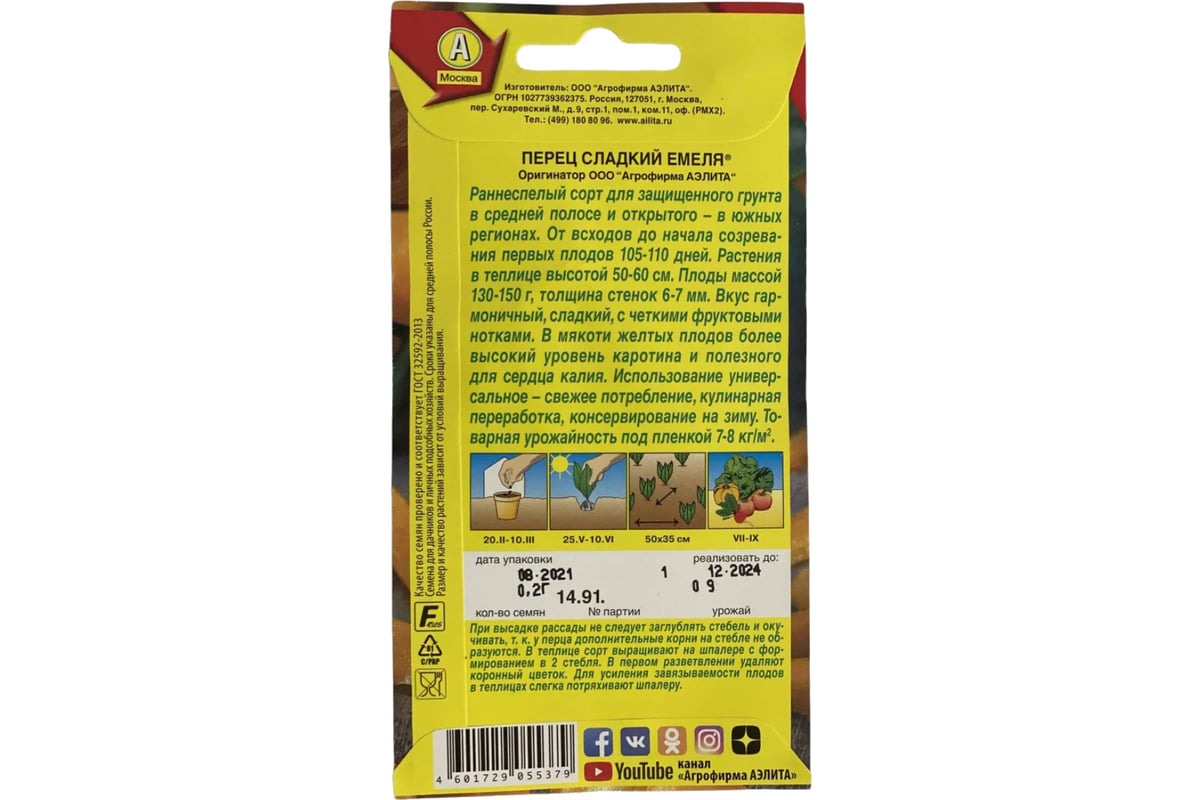 А
Москва
Изготовитель: ООО "Агрофирма АЭЛИТА".
ОГРН 1027739362375. Россия,127051, г. Москва,
пер. Сухаревский М., д.9, стр.1, пом.1, ком.11, оф. (РМХ2).
Тел.: (499) 180 80 96. www.ailita.ru
ПЕРЕЦ СЛАДКИЙ ЕМЕЛЯ®
Оригинатор ООО "Агрофирма АЭЛИТА"
Раннеспелый сорт для защищенного грунта
в средней полосе и открытого – в южных
регионах. От всходов до начала созрева-
ния первых плодов 105-110 дней. Растения
в теплице высотой 50-60 см. Плоды массой
130-150 г, толщина стенок 6-7 мм. Вкус гар-
моничный, сладкий, с четкими фруктовыми
нотками. В мякоти желтых плодов более
высокий уровень каротина и полезного
для сердца калия. Использование универ-
сальное – свежее потребление, кулинарная
переработка, консервирование на зиму. То-
варная урожайность под пленкой 7-8 кг/м².
20.II-10.III 25.V-10.VI 50х35 см VII-IX
дата упаковки реализовать до:
08-2021 1 12-2024
0,2Г 14.91. 0 9
кол-во семян № партии урожай
При высадке рассады не следует заглублять стебель и оку-
чивать, т. к. у перца дополнительные корни на стебле не об-
разуются. В теплице сорт выращивают на шпалере с фор-
мированием в 2 стебля. В первом разветвлении удаляют
коронный цветок. Для усиления завязываемости плодов
в теплицах слегка потряхивают шпалеру.
Качество семян проверено и соответствует ГОСТ 32592-2013
Семена для дачников и личных подсобных хозяйств. Сроки указаны для средней полосы России.
Размер и качество растений зависит от условий выращивания.
81
C/PAP
4 601729 055379
YouTube канал
«Агрофирма АЭЛИТА»